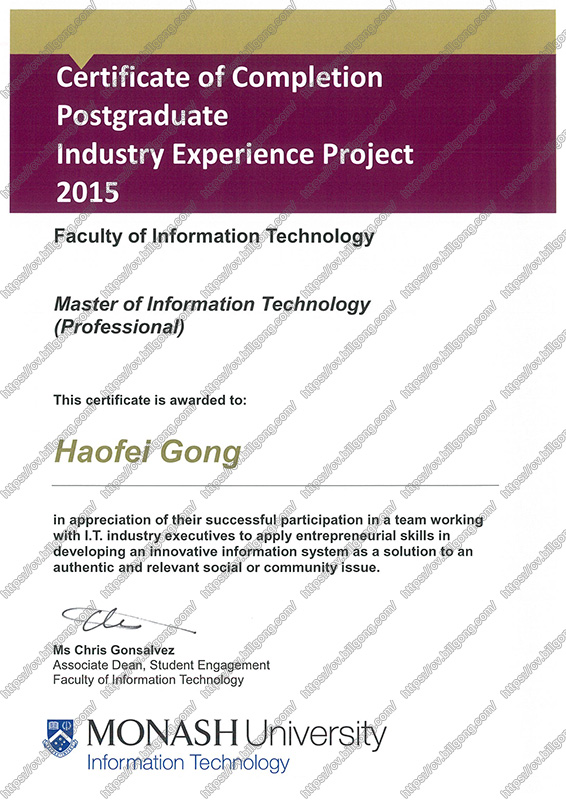 Certificate of Completion
Postgraduate
Industry Experience Project
2015
Faculty of Information Technology
Master of Information Technology
(Professional)
This certificate is awarded to:
Haofei Gong
in appreciation of their successful participation in a team working
with I.T. industry executives to apply entrepreneurial skills in
developing an innovative information system as a solution to an
authentic and relevant social or community issue.
Ms Chris Gonsalvez
Associate Dean, Student Engagement
Faculty of Information Technology
MONASH University
Information Technology
https://cv.bilgong.com/